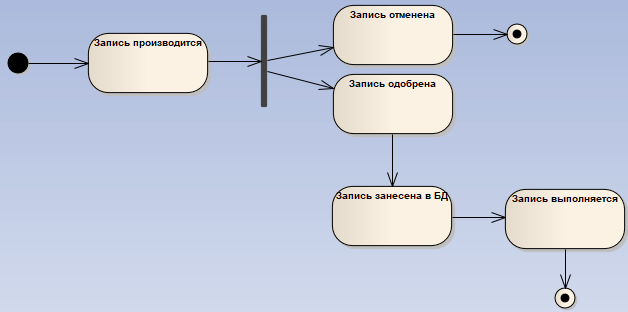 Запись производится
Запись отменена
Запись одобрена
Запись занесена в БД
Запись выполняется